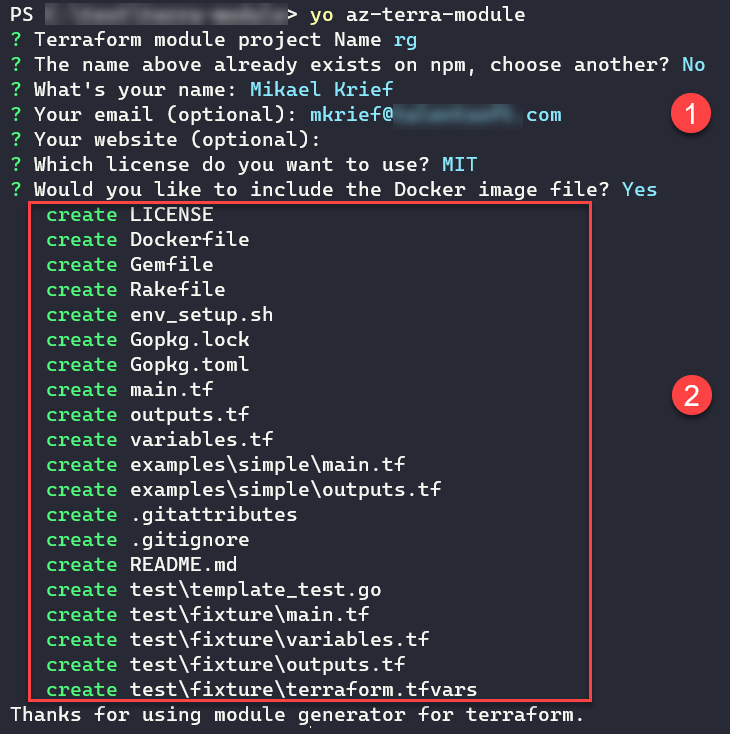 PS > yo az-terra-module
? Terraform module project Name rg
? The name above already exists on npm, choose another? No
? What's your name: Mikael Krief
? Your email (optional): mkrief@ .com
1
? Your website (optional):
? Which license do you want to use? MIT
? Would you like to include the Docker image file? Yes
create LICENSE
create Dockerfile
create Gemfile
create Rakefile
create env_setup.sh
create Gopkg.lock
create Gopkg.toml
create main.tf
2
create outputs.tf
create variables.tf
create examples\simple\main.tf
create examples\simple\outputs.tf
create .gitattributes
create .gitignore
create README.md
create test\template_test.go
create test\fixture\main.tf
create test\fixture\variables.tf
create test\fixture\outputs.tf
create test\fixture\terraform.tfvars
Thanks for using module generator for terraform.